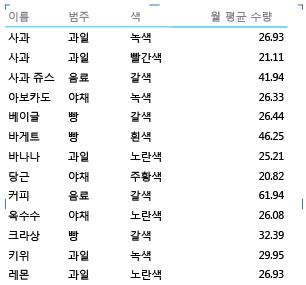 이름 범주 색 월 평균 수량
사과 과일 녹색 26.93
사과 과일 빨간색 21.11
사과 쥬스 음료 갈색 41.94
아보카도 야채 녹색 26.33
베이글 빵 갈색 26.44
바게트 빵 흰색 46.25
바나나 과일 노란색 25.21
당근 야채 주황색 20.82
커피 음료 갈색 61.94
옥수수 야채 노란색 26.08
크라상 빵 갈색 32.39
키위 과일 녹색 29.95
레몬 과일 노란색 26.93